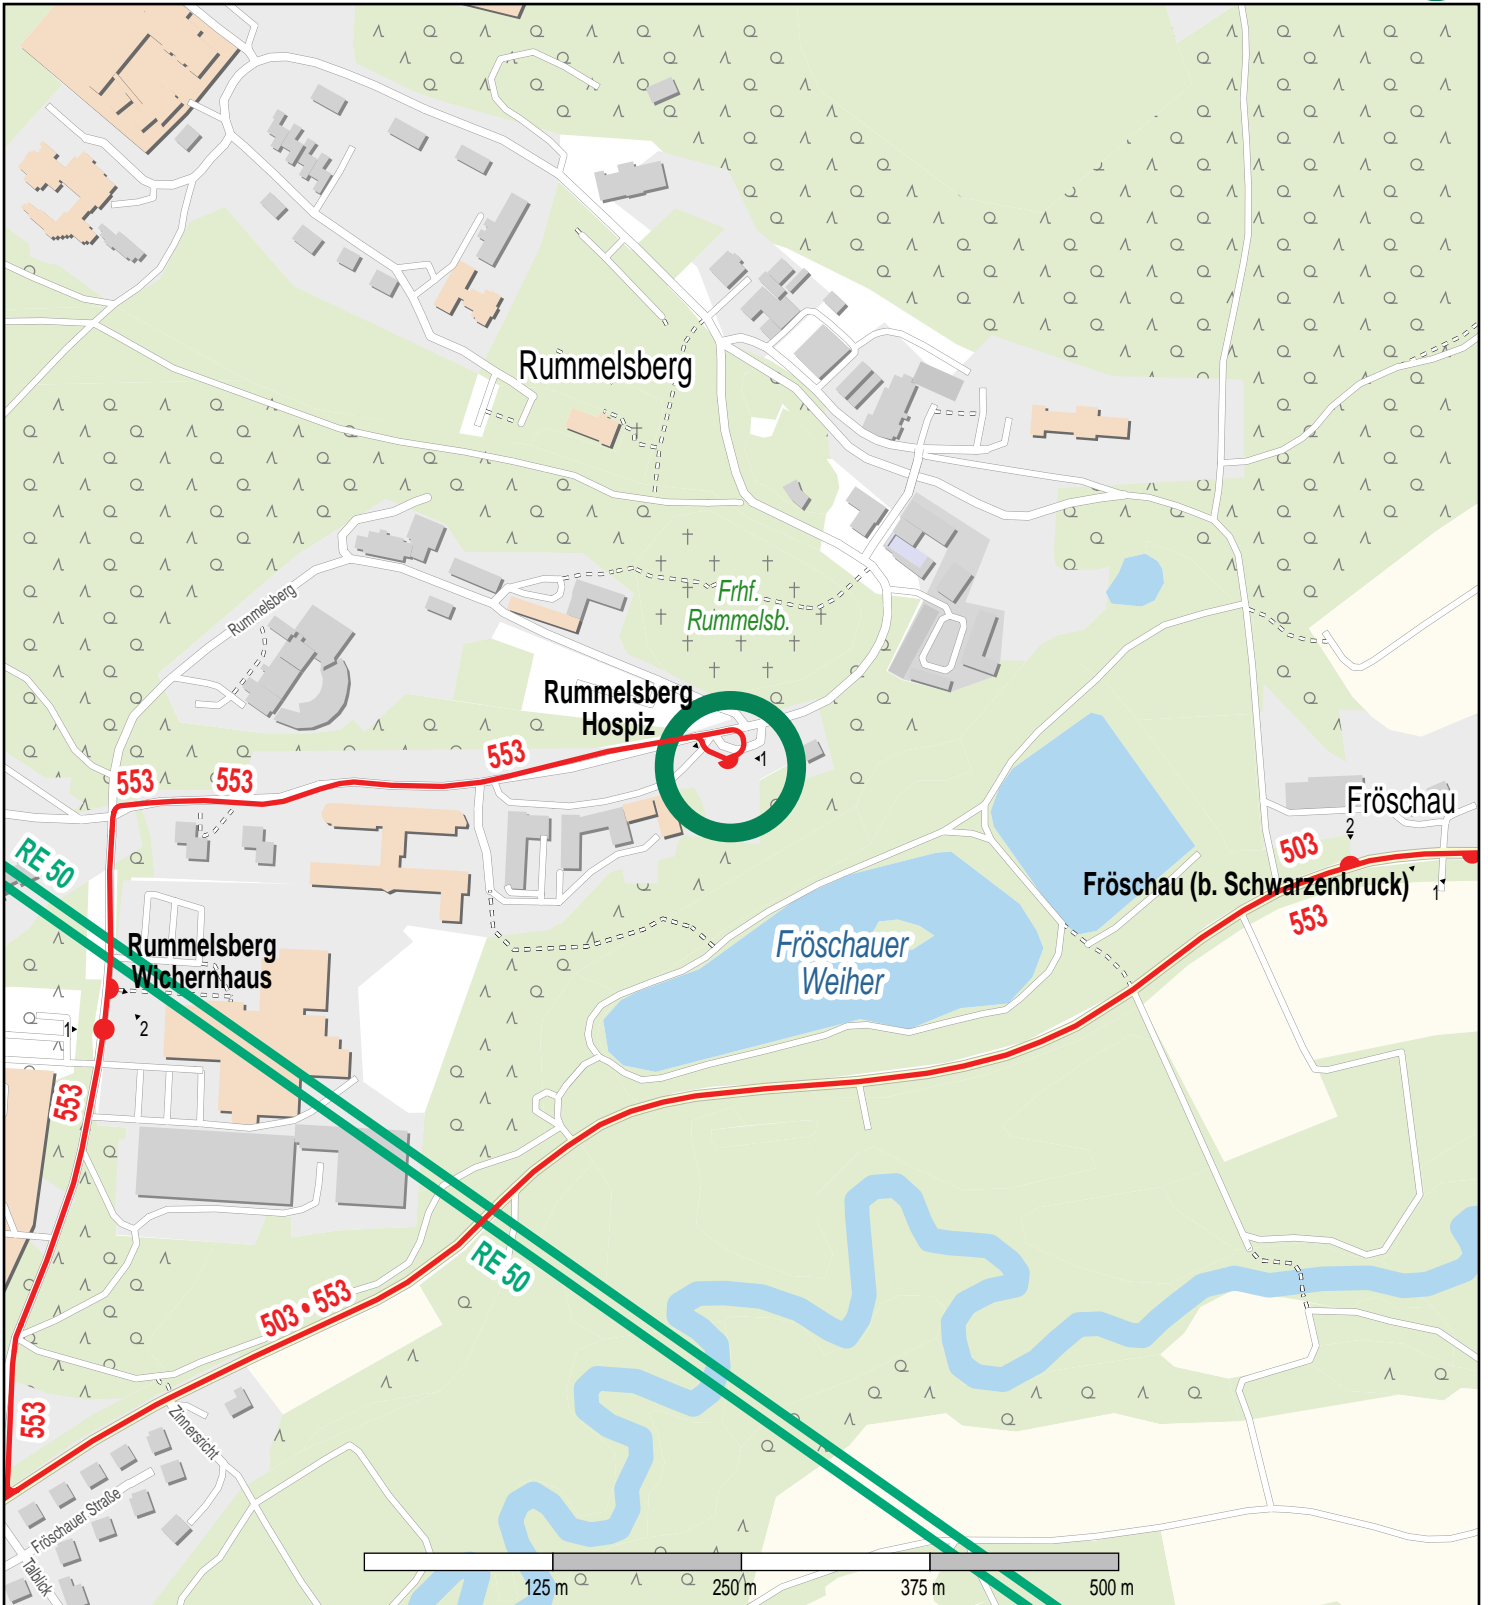 Rummelsberg
Frhf.
Rummelsb.
Rummelsberg
Rummelsberg
Hospiz
1
553
553
553
Fröschau
2
503
Fröschau (b. Schwarzenbruck)
1
553
RE 50
Rummelsberg
Wichernhaus
Fröschauer
Weiher
1
2
553
RE 50
503 • 553
553
Zinnersricht
Fröschauer Straße
Talblick
125 m
250 m
375 m
500 m